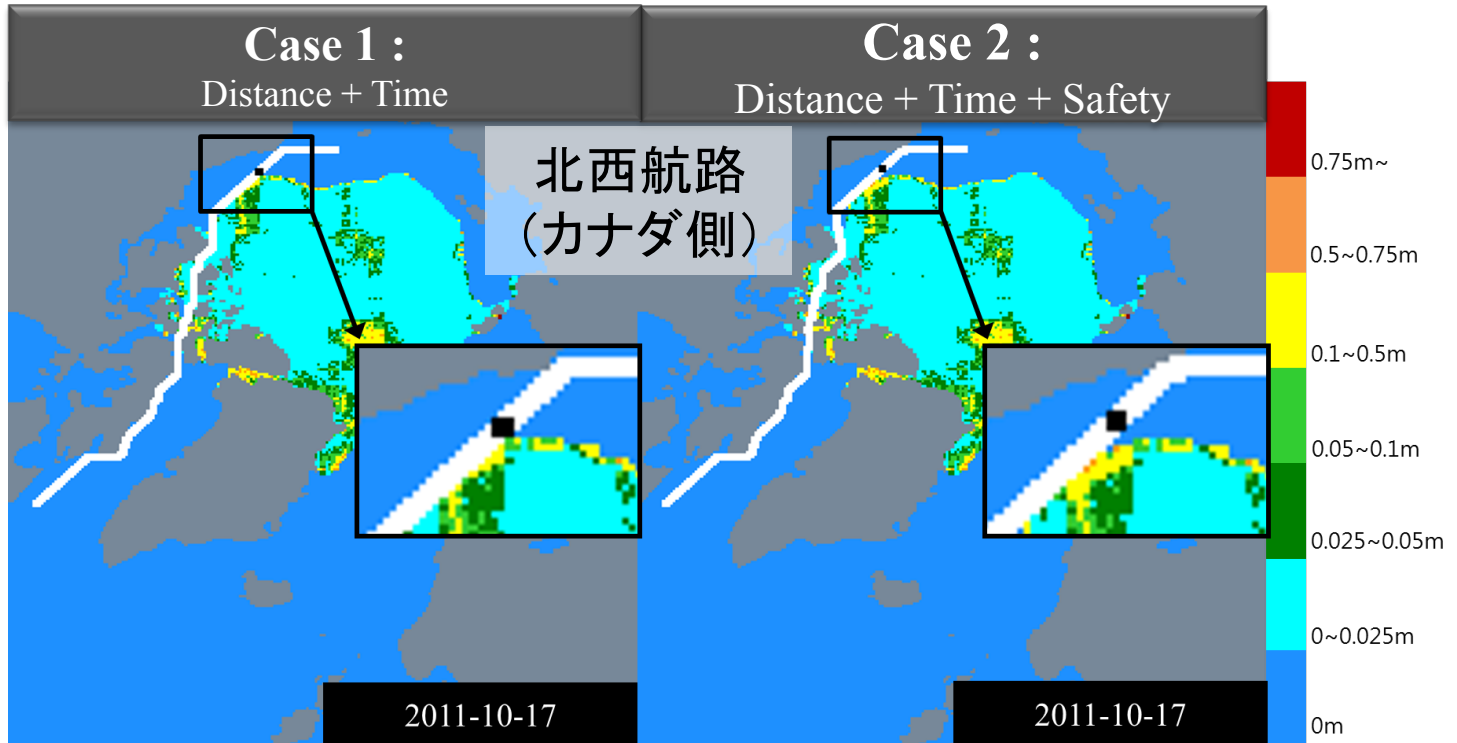 Case 1 :
Distance + Time
Case 2 :
Distance + Time + Safety
北西航路
（カナダ側）
0.75m~
0.5~0.75m
0.1~0.5m
0.05~0.1m
0.025~0.05m
0~0.025m
0m
2011-10-17
2011-10-17